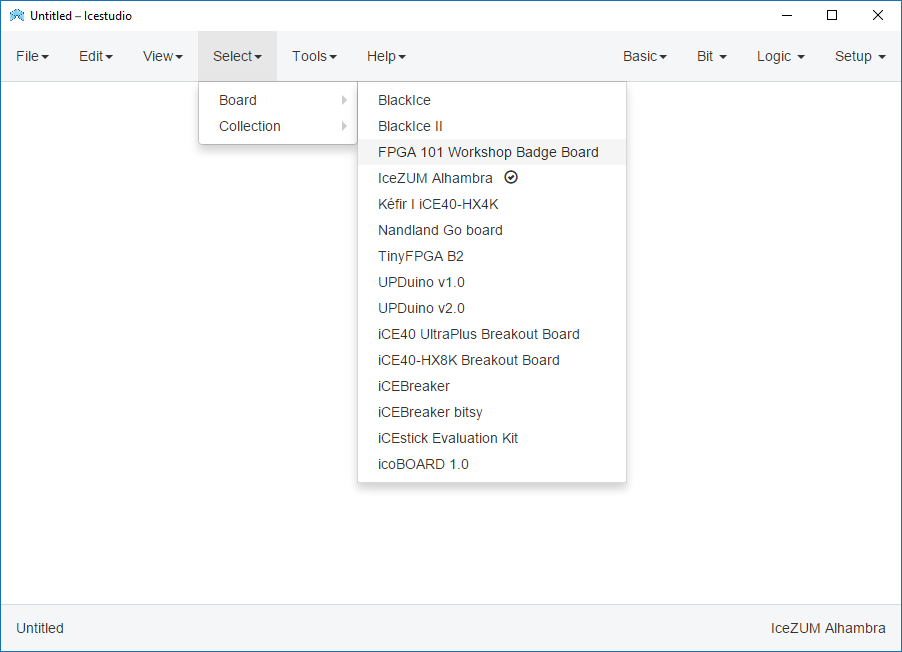 Untitled – Icestudio
File Edit View Select Tools Help Basic Bit Logic Setup
Board
Collection
BlackIce
BlackIce II
FPGA 101 Workshop Badge Board
IceZUM Alhambra
Kéfir I iCE40-HX4K
Nandland Go board
TinyFPGA B2
UPDuino v1.0
UPDuino v2.0
iCE40 UltraPlus Breakout Board
iCE40-HX8K Breakout Board
iCEBreaker
iCEBreaker bitsy
iCEstick Evaluation Kit
icoBOARD 1.0
Untitled IceZUM Alhambra